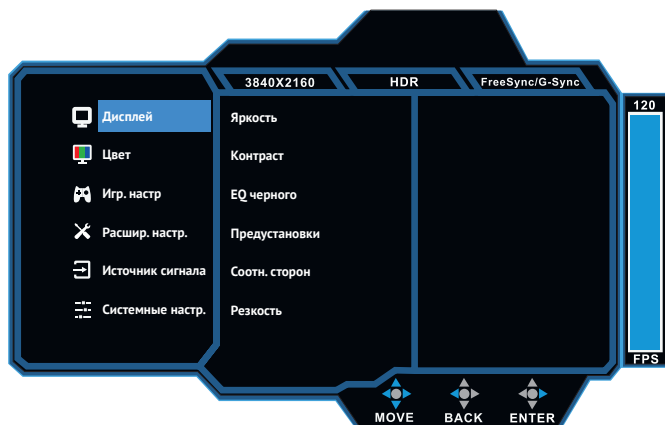 3840X2160
HDR
FreeSync/G-Sync
120
Дисплей
Яркость
Цвет
Контраст
Игр. настр
EQ черного
Расшир. настр.
Предустановки
Источник сигнала
Соотн. сторон
Системные настр.
Резкость
FPS
MOVE
BACK
ENTER